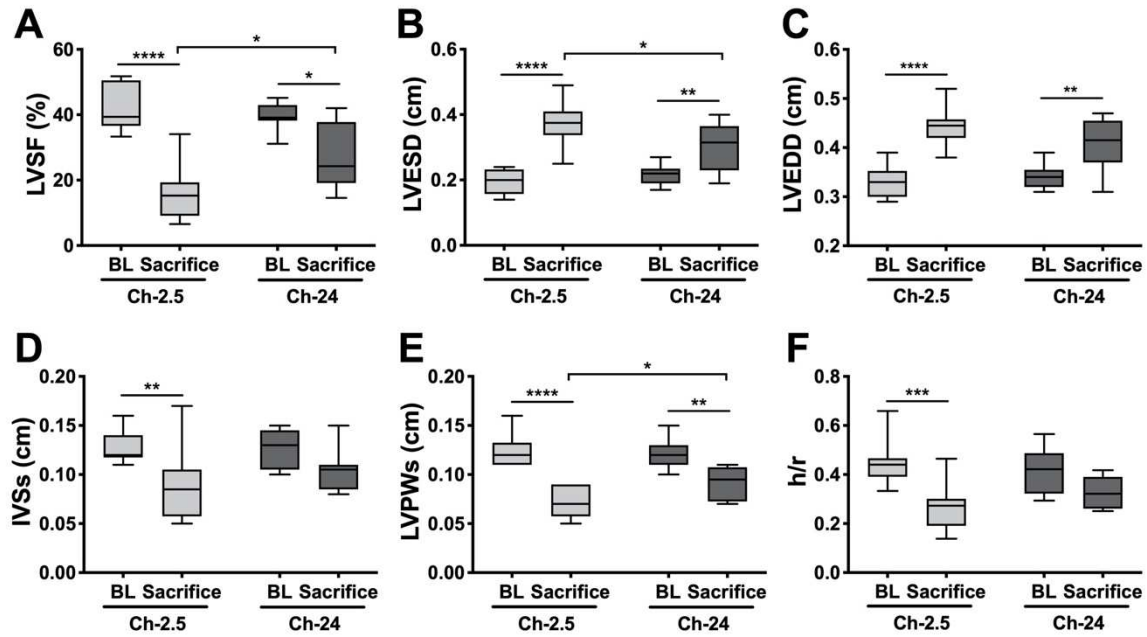 A
B
C
LVSF (%)
60
40
20
0
****
*
*
BL Sacrifice
BL Sacrifice
Ch-2.5
Ch-24
LVESD (cm)
0.6
0.4
0.2
0.0
****
*
**
BL Sacrifice
BL Sacrifice
Ch-2.5
Ch-24
LVEDD (cm)
0.6
0.5
0.4
0.3
0.2
****
**
BL Sacrifice
BL Sacrifice
Ch-2.5
Ch-24
D
E
F
IVSs (cm)
0.20
0.15
0.10
0.05
0.00
**
BL Sacrifice
BL Sacrifice
Ch-2.5
Ch-24
LVPWs (cm)
0.20
0.15
0.10
0.05
0.00
****
*
**
BL Sacrifice
BL Sacrifice
Ch-2.5
Ch-24
h/r
0.8
0.6
0.4
0.2
0.0
***
BL Sacrifice
BL Sacrifice
Ch-2.5
Ch-24